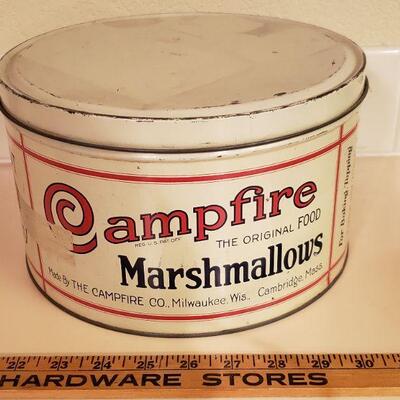 Campfire
REG. U.S. PAT. OFF.
THE ORIGINAL FOOD
Marshmallows
Made By THE CAMPFIRE CO., Milwaukee, Wis., Cambridge, Mass.
For Baking, Topping
22 23 24 25 26 27 28 29 30
HARDWARE STORES